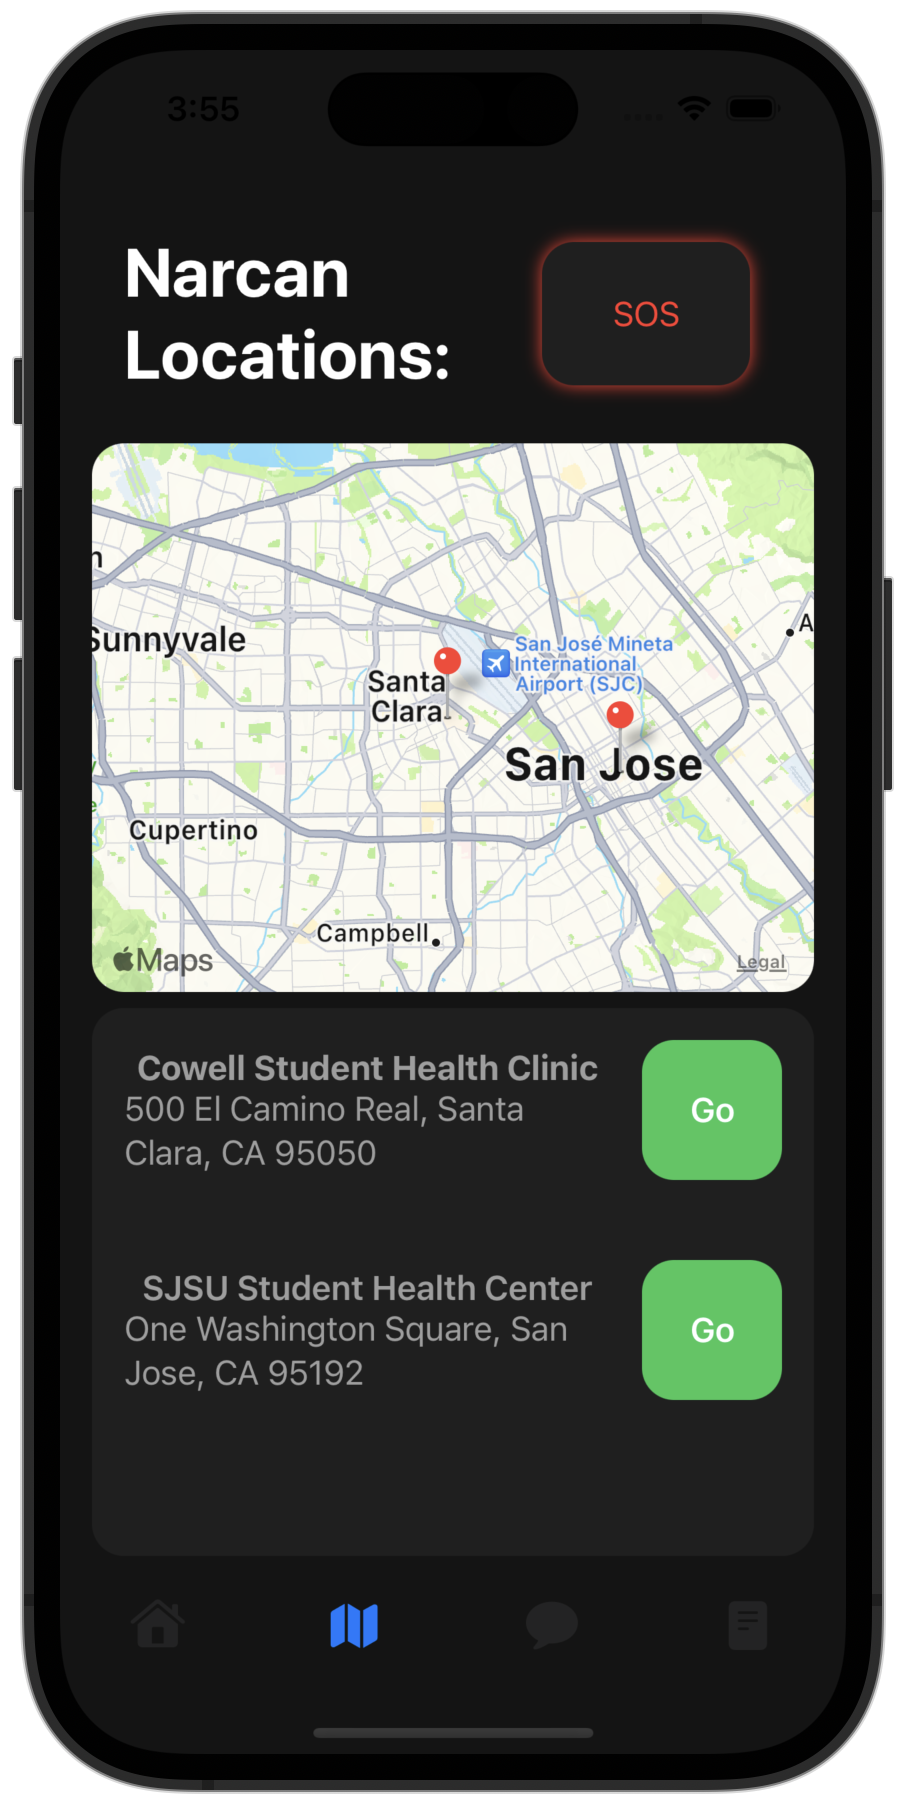 3:55
Narcan
Locations:
SOS
Sunnyvale
San José Mineta
International
Airport (SJC)
Santa
Clara
San Jose
Cupertino
Campbell
Maps
Legal
Cowell Student Health Clinic
500 El Camino Real, Santa
Clara, CA 95050
Go
SJSU Student Health Center
One Washington Square, San
Jose, CA 95192
Go